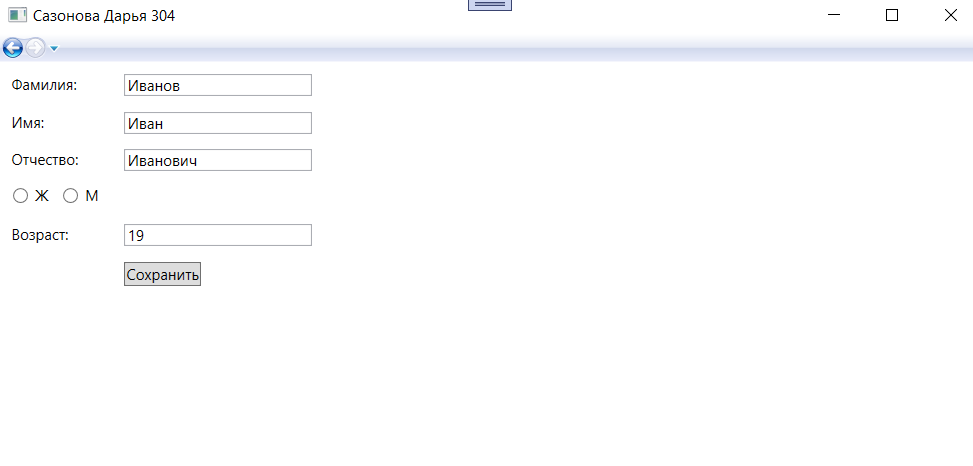 Сазонова Дарья 304
Фамилия: Иванов
Имя: Иван
Отчество: Иванович
Ж М
Возраст: 19
Сохранить